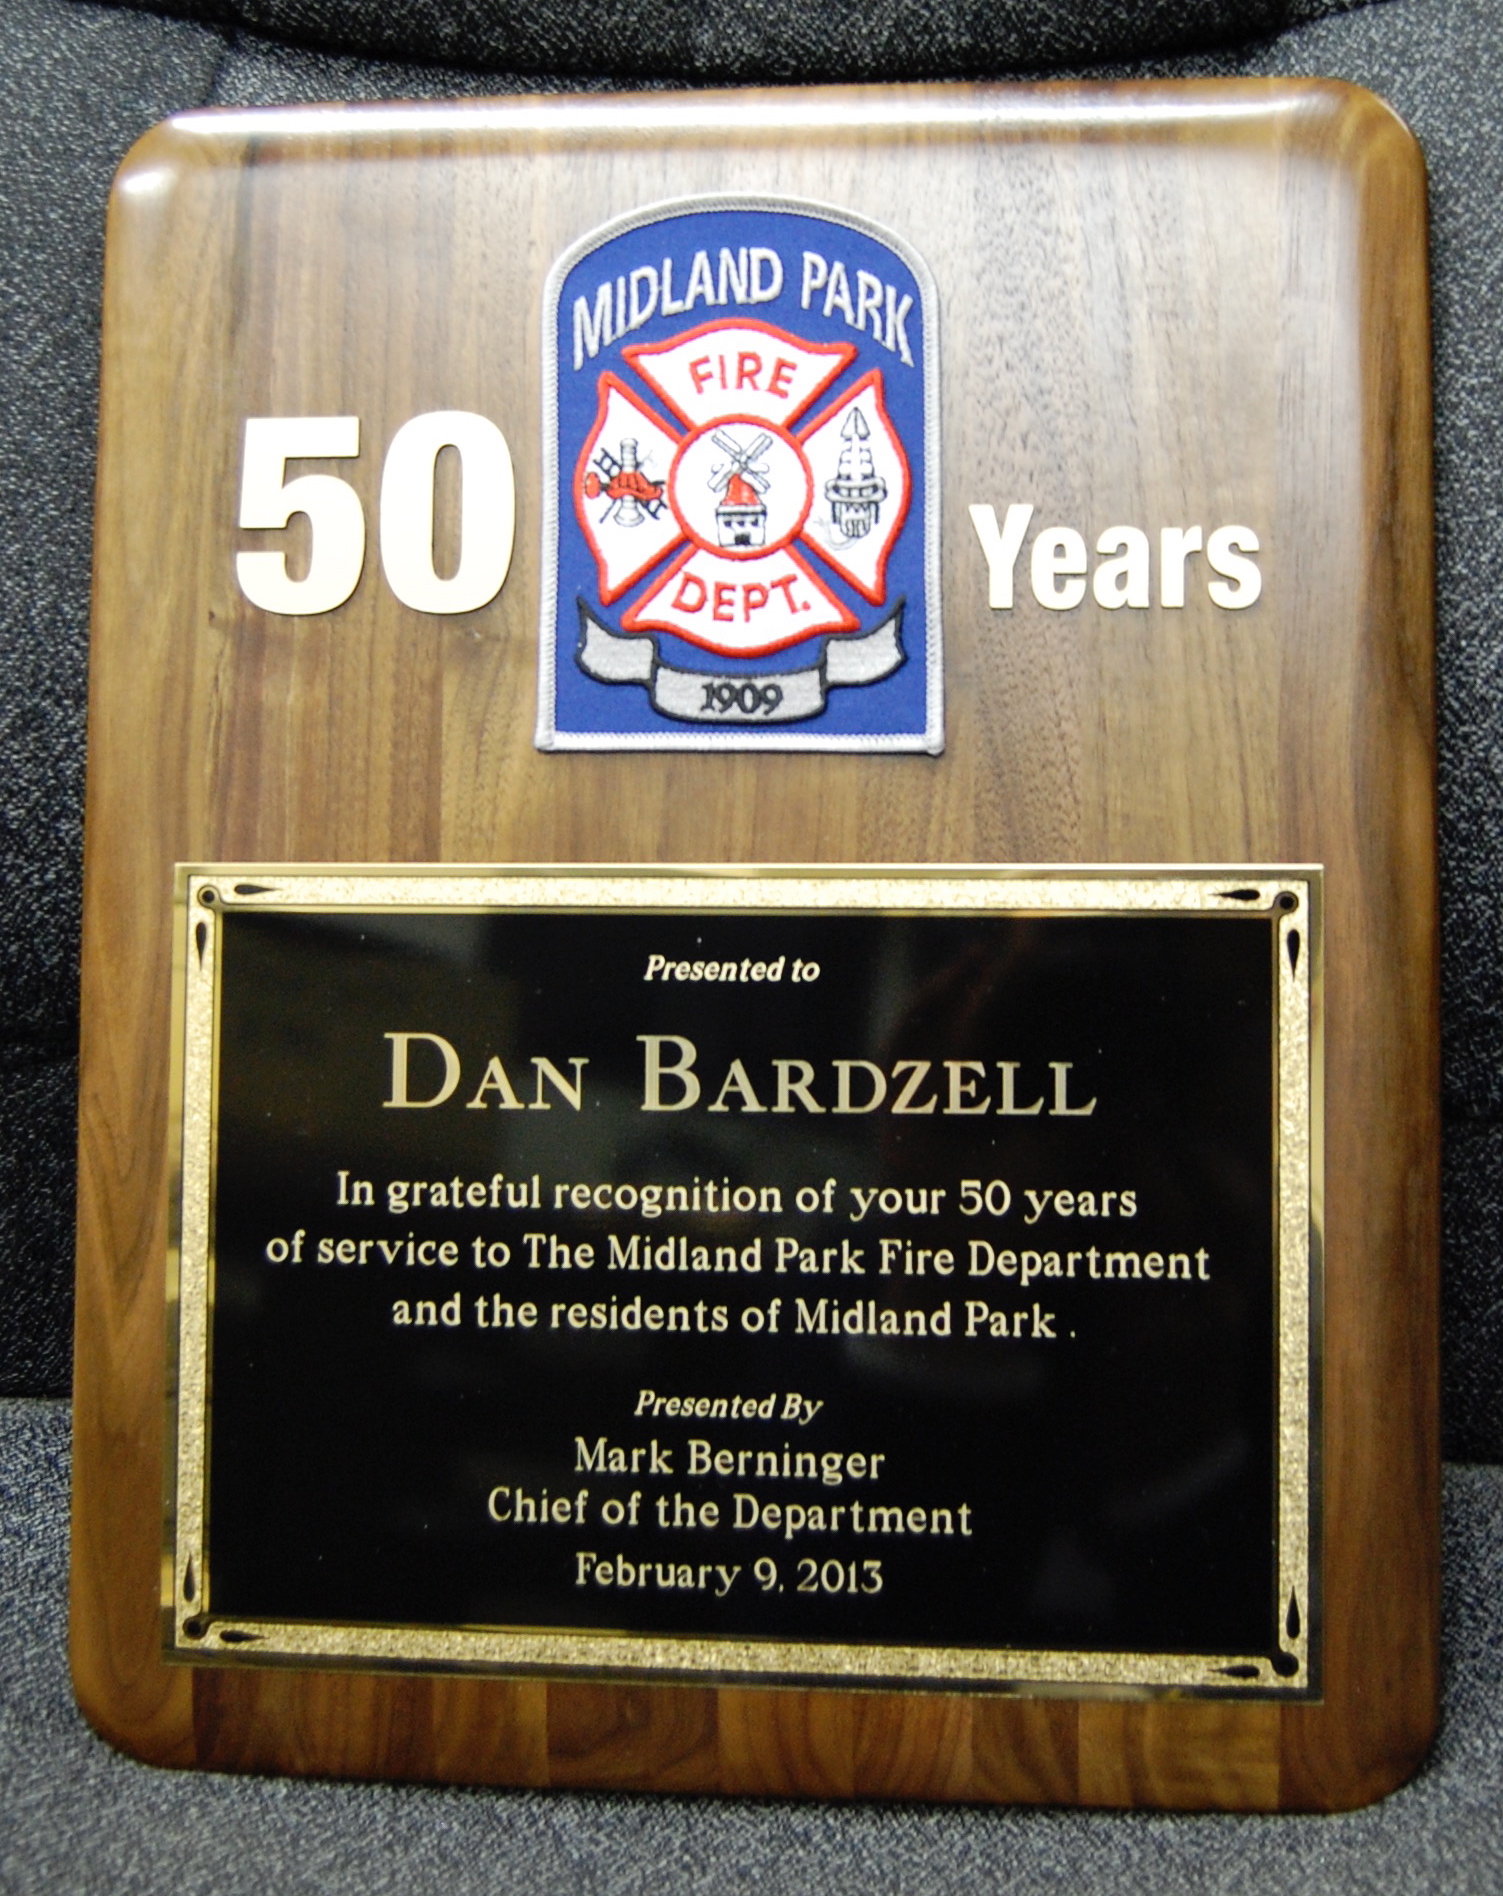 MIDLAND PARK
FIRE
50
Years
DEPT.
1909
Presented to
DAN BARDZELL
In grateful recognition of your 50 years
of service to The Midland Park Fire Department
and the residents of Midland Park .
Presented By
Mark Berninger
Chief of the Department
February 9, 2013